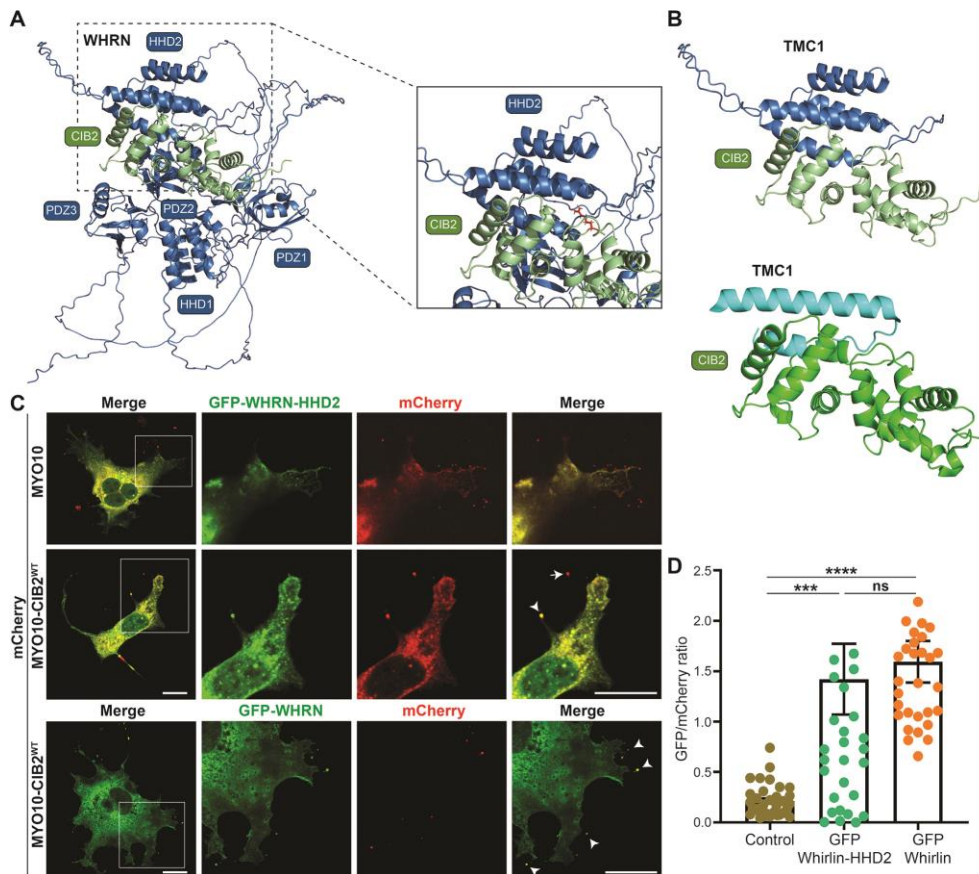 A
WHRN
HHD2
CIB2
PDZ3
PDZ2
PDZ1
HHD1
HHD2
CIB2
B
TMC1
CIB2
TMC1
CIB2
C
Merge
GFP-WHRN-HHD2
mCherry
Merge
MYO10
mCherry
MYO10-CIB2WT
Merge
GFP-WHRN
mCherry
Merge
MYO10-CIB2WT
D
****
***
ns
GFP/mCherry ratio
2.5
2.0
1.5
1.0
0.5
0.0
Control
GFP
Whirlin-HHD2
GFP
Whirlin